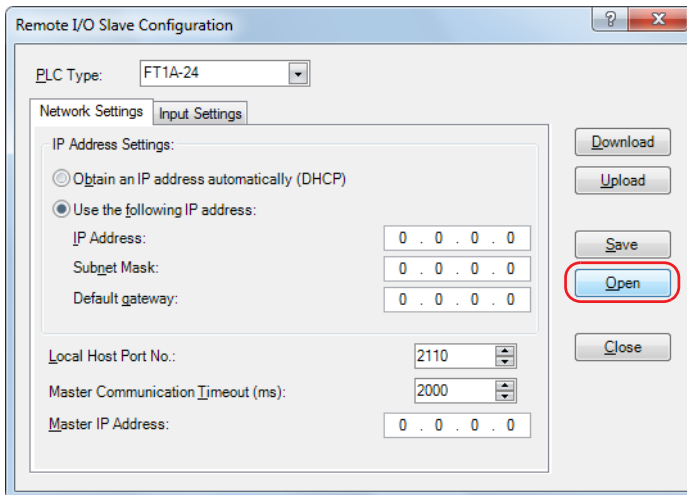 Remote I/O Slave Configuration
?
X
PLC Type: FT1A-24
Network Settings Input Settings
IP Address Settings:
Obtain an IP address automatically (DHCP)
Use the following IP address:
IP Address: 0 . 0 . 0 . 0
Subnet Mask: 0 . 0 . 0 . 0
Default gateway: 0 . 0 . 0 . 0
Local Host Port No.: 2110
Master Communication Timeout (ms): 2000
Master IP Address: 0 . 0 . 0 . 0
Download
Upload
Save
Open
Close